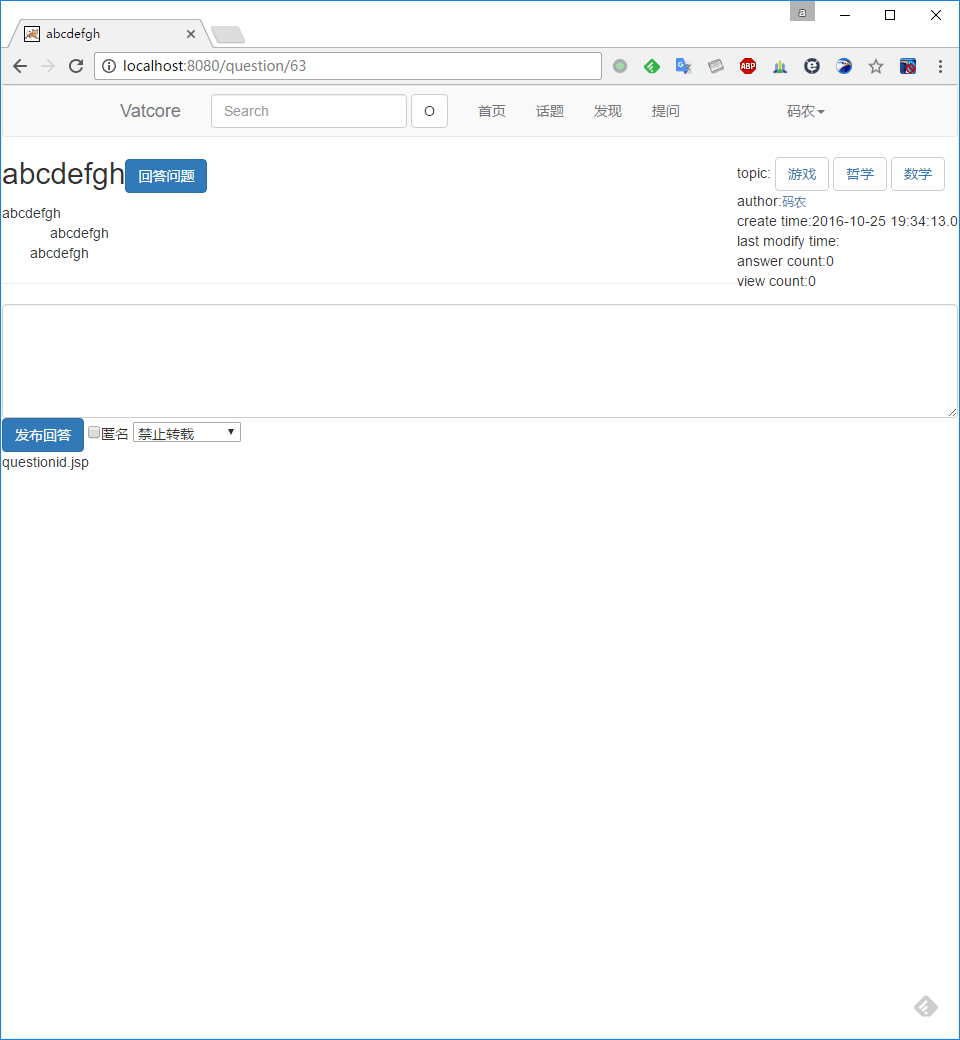 a
abcdefgh
localhost:8080/question/63
ABP
Vatcore Search O 首页 话题 发现 提问 码农
abcdefgh 回答问题
abcdefgh
abcdefgh
abcdefgh
topic: 游戏 哲学 数学
author:码农
create time:2016-10-25 19:34:13.0
last modify time:
answer count:0
view count:0
发布回答 匿名 禁止转载
questionid.jsp